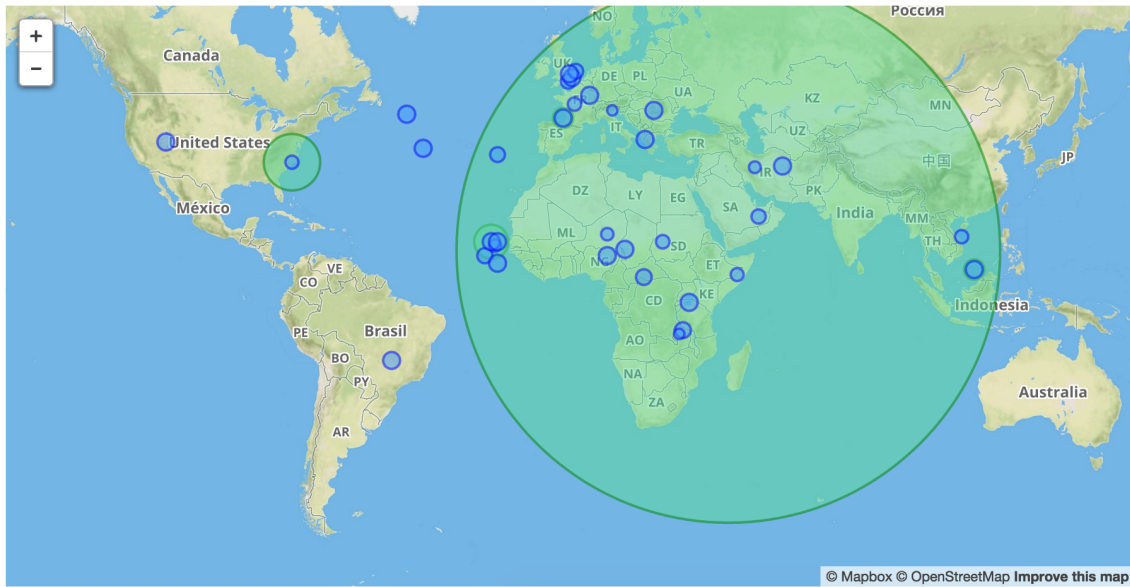 +
−
Россия
NO
Canada
UK
DE
PL
UA
KZ
MN
United States
ES
IT
TR
UZ
中国
JP
IR
México
DZ
LY
EG
SA
PK
India
ML
SD
MM
TH
VE
CO
N
ET
CD
KE
Indonesia
PE
Brasil
AO
BO
NA
PY
ZA
Australia
AR
© Mapbox © OpenStreetMap Improve this map